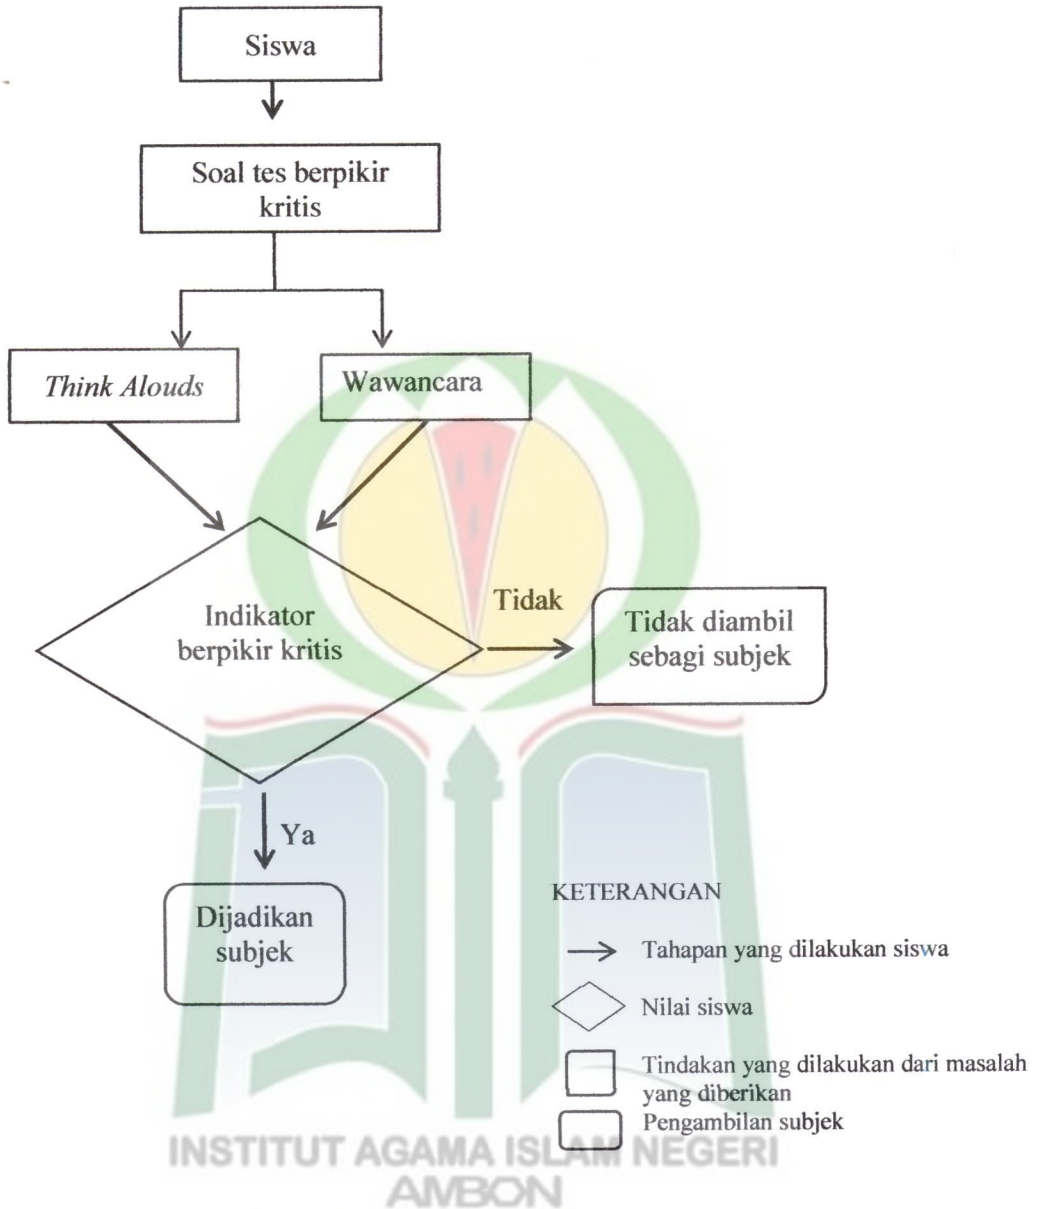 Siswa
Soal tes berpikir
kritis
Think Alouds
Wawancara
Indikator
berpikir kritis
Tidak
Tidak diambil
sebagi subjek
Ya
Dijadikan
subjek
KETERANGAN
Tahapan yang dilakukan siswa
Nilai siswa
Tindakan yang dilakukan dari masalah
yang diberikan
Pengambilan subjek
INSTITUT AGAMA ISLAM NEGERI
AMBON